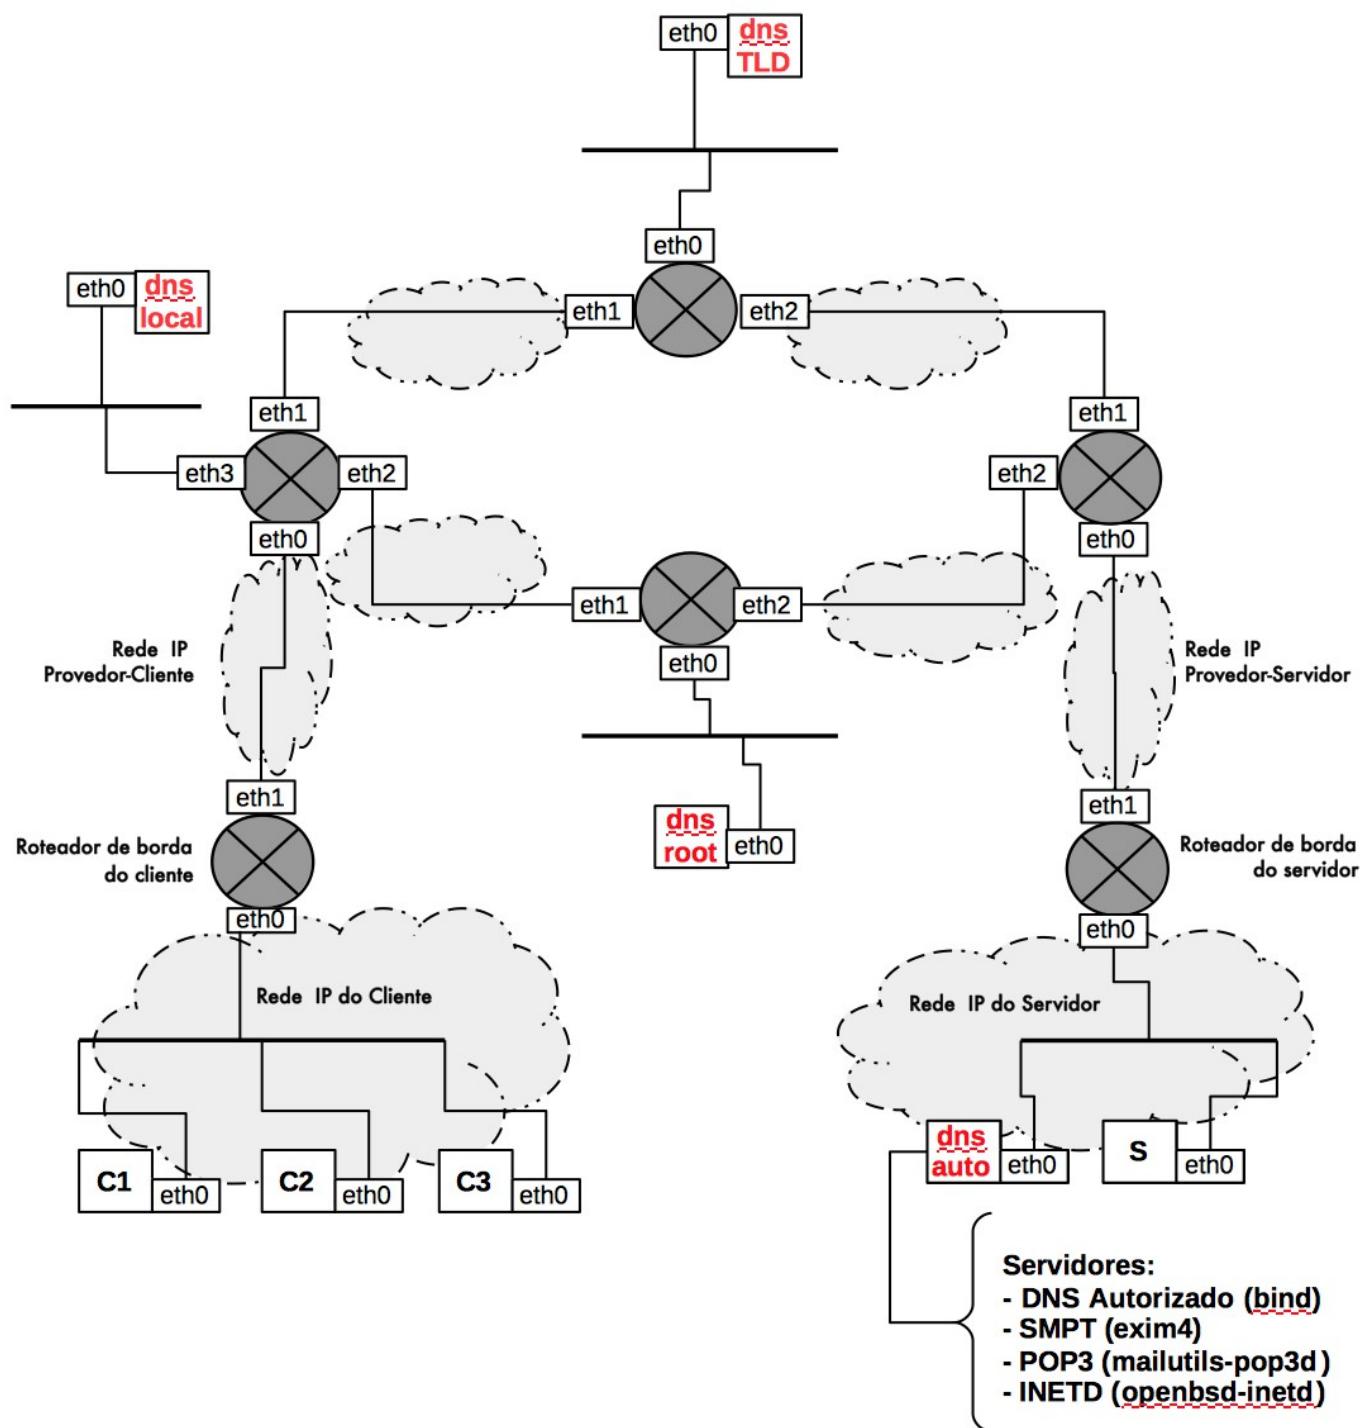 eth0
dns
TLD
eth0
eth0
dns
local
eth1
eth2
eth1
eth1
eth3
eth2
eth2
eth0
eth0
eth1
eth2
Rede IP
Provedor-Cliente
eth0
Rede IP
Provedor-Servidor
eth1
eth1
dns
root
eth0
Roteador de borda
do cliente
Roteador de borda
do servidor
eth0
eth0
Rede IP do Cliente
Rede IP do Servidor
dns
auto
eth0
S
eth0
C1
eth0
C2
eth0
C3
eth0
Servidores:
- DNS Autorizado (bind)
- SMPT (exim4)
- POP3 (mailutils-pop3d)
- INETD (openbsd-inetd)